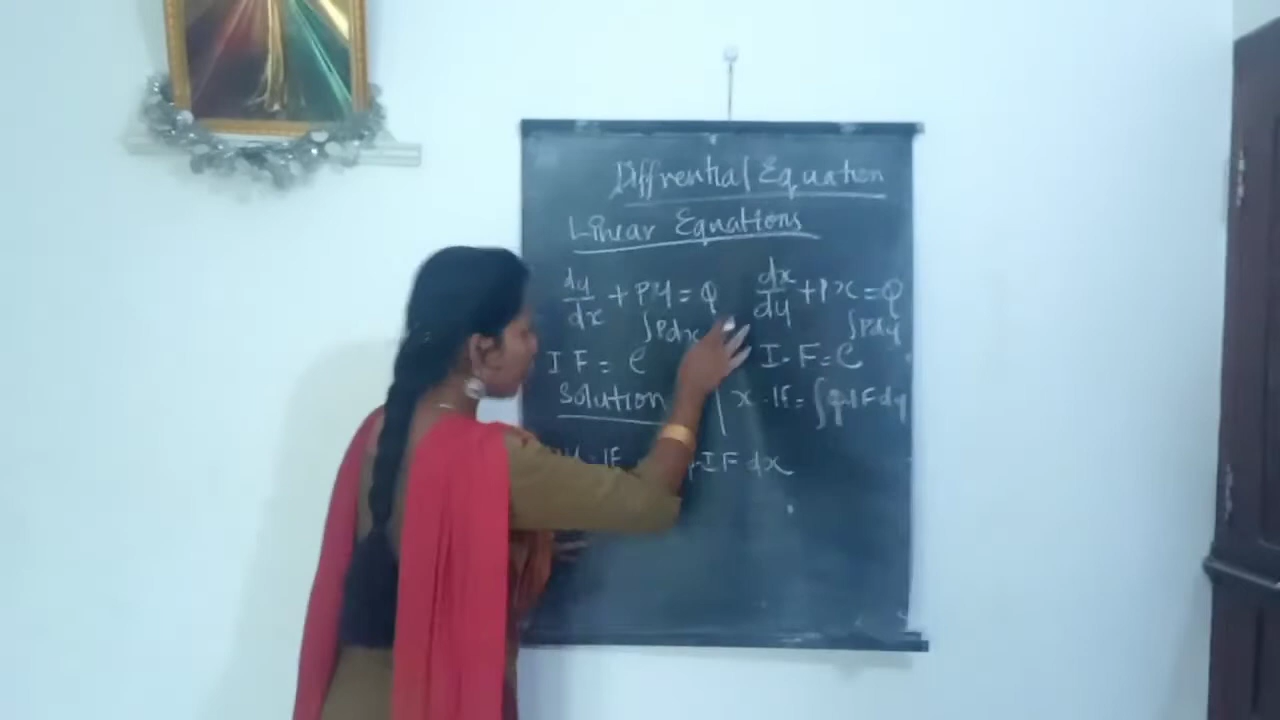 Diffrential Equation
Linear Equations
dy/dx + Py = Q dx/dy + Px = Q
IF = e^∫Pdx I.F = e^∫Pdy
Solution x.IF = ∫Q.IF dy
y.IF IF dx